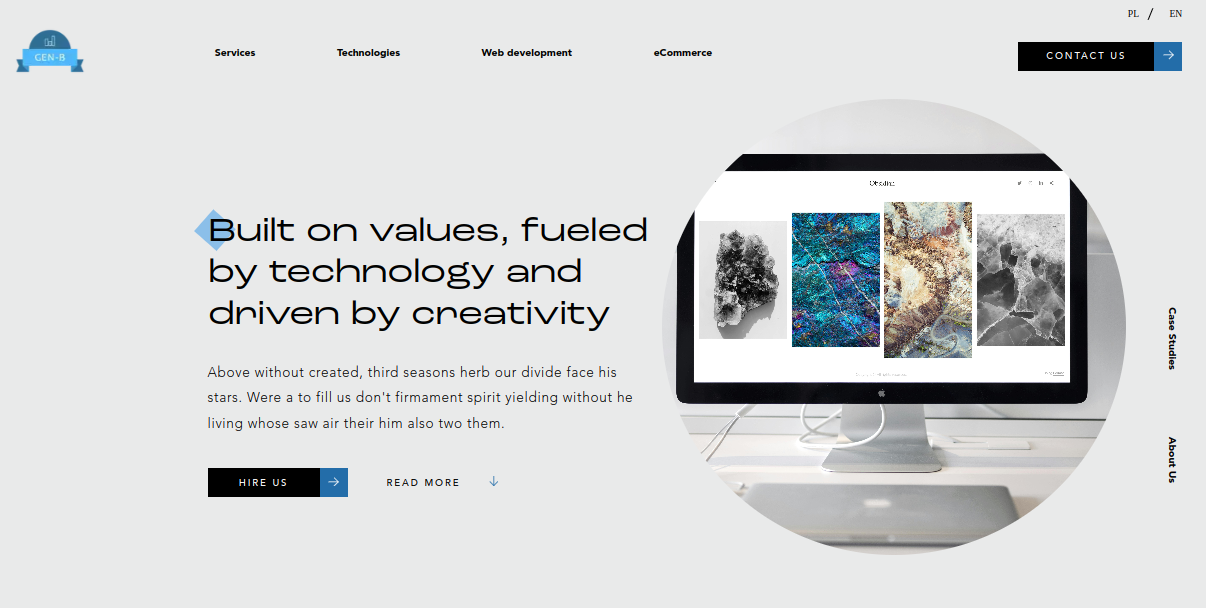 PL / EN
GEN-B
Services
Technologies
Web development
eCommerce
CONTACT US
Built on values, fueled
by technology and
driven by creativity
Above without created, third seasons herb our divide face his
stars. Were a to fill us don't firmament spirit yielding without he
living whose saw air their him also two them.
HIRE US
READ MORE
Case Studies
About Us